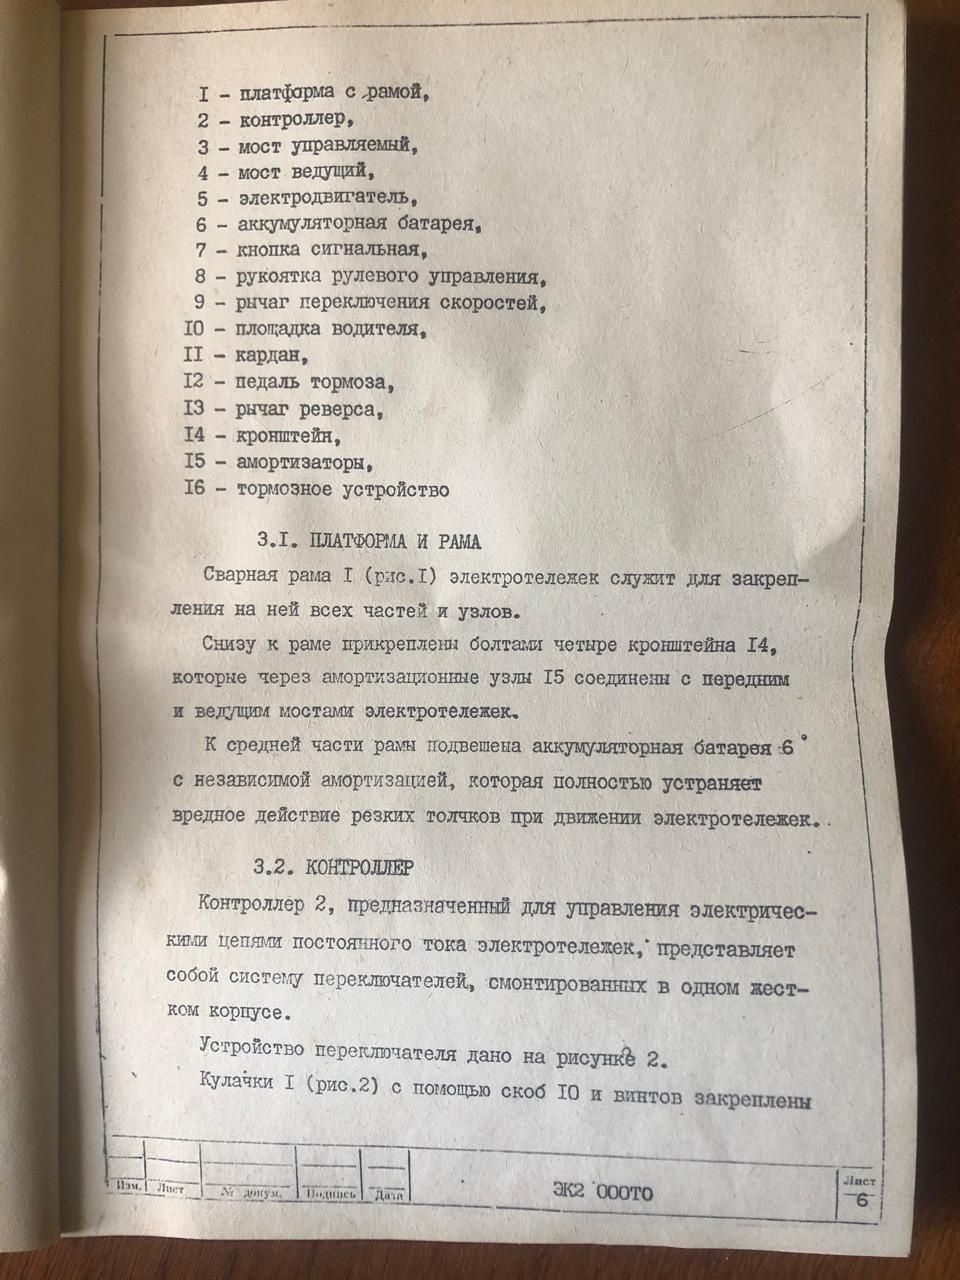 I - платформа с рамой,
2 - контроллер,
3 - мост управляемый,
4 - мост ведущий,
5 - электродвигатель,
6 - аккумуляторная батарея,
7 - кнопка сигнальная,
8 - рукоятка рулевого управления,
9 - рычаг переключения скоростей,
I0 - площадка водителя,
II - кардан,
I2 - педаль тормоза,
I3 - рычаг реверса,
I4 - кронштейн,
I5 - амортизаторы,
I6 - тормозное устройство
3.I. ПЛАТФОРМА И РАМА
Сварная рама I (рис.I) электротележек служит для закреп-
ления на ней всех частей и узлов.
Снизу к раме прикреплены болтами четыре кронштейна I4,
которые через амортизационные узлы I5 соединены с передним
и ведущим мостами электротележек.
К средней части рамы подвешена аккумуляторная батарея 6
с независимой амортизацией, которая полностью устраняет
вредное действие резких толчков при движении электротележек.
3.2. КОНТРОЛЛЕР
Контроллер 2, предназначенный для управления электричес-
кими цепями постоянного тока электротележек, представляет
собой систему переключателей, смонтированных в одном жест-
ком корпусе.
Устройство переключателя дано на рисунке 2.
Кулачки I (рис.2) с помощью скоб I0 и винтов закреплены
Изм. Лист № докум. Подпись Дата
ЭК2 000ТО
Лист
6